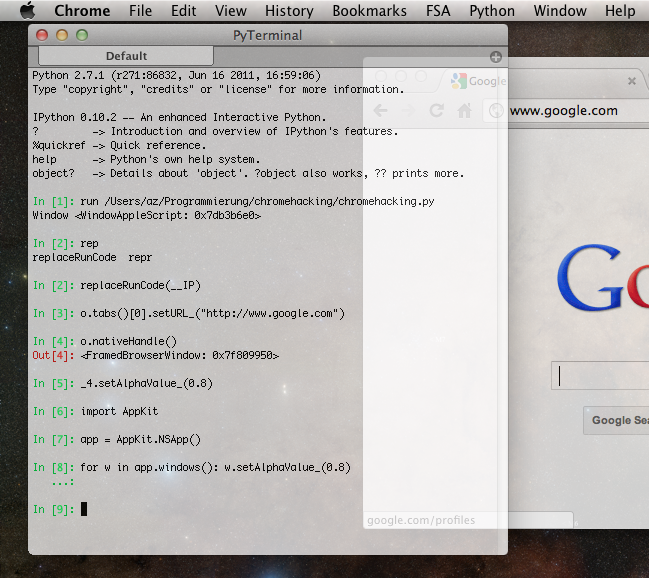 Chrome File Edit View History Bookmarks FSA Python Window Help
PyTerminal
Default
Python 2.7.1 (r271:86832, Jun 16 2011, 16:59:06)
Type "copyright", "credits" or "license" for more information.
IPython 0.10.2 -- An enhanced Interactive Python.
? -> Introduction and overview of IPython's features.
%quickref -> Quick reference.
help -> Python's own help system.
object? -> Details about 'object'. ?object also works, ?? prints more.
In [1]: run /Users/az/Programmierung/chromehacking/chromehacking.py
Window <WindowAppleScript: 0x7db3b6e0>
In [2]: rep
replaceRunCode repr
In [2]: replaceRunCode(__IP)
In [3]: o.tabs()[0].setURL_("http://www.google.com")
In [4]: o.nativeHandle()
Out[4]: <FramedBrowserWindow: 0x7f809950>
In [5]: _4.setAlphaValue_(0.8)
In [6]: import AppKit
In [7]: app = AppKit.NSApp()
In [8]: for w in app.windows(): w.setAlphaValue_(0.8)
...:
In [9]:
Google
www.google.com
Go
Google Sea
google.com/profiles